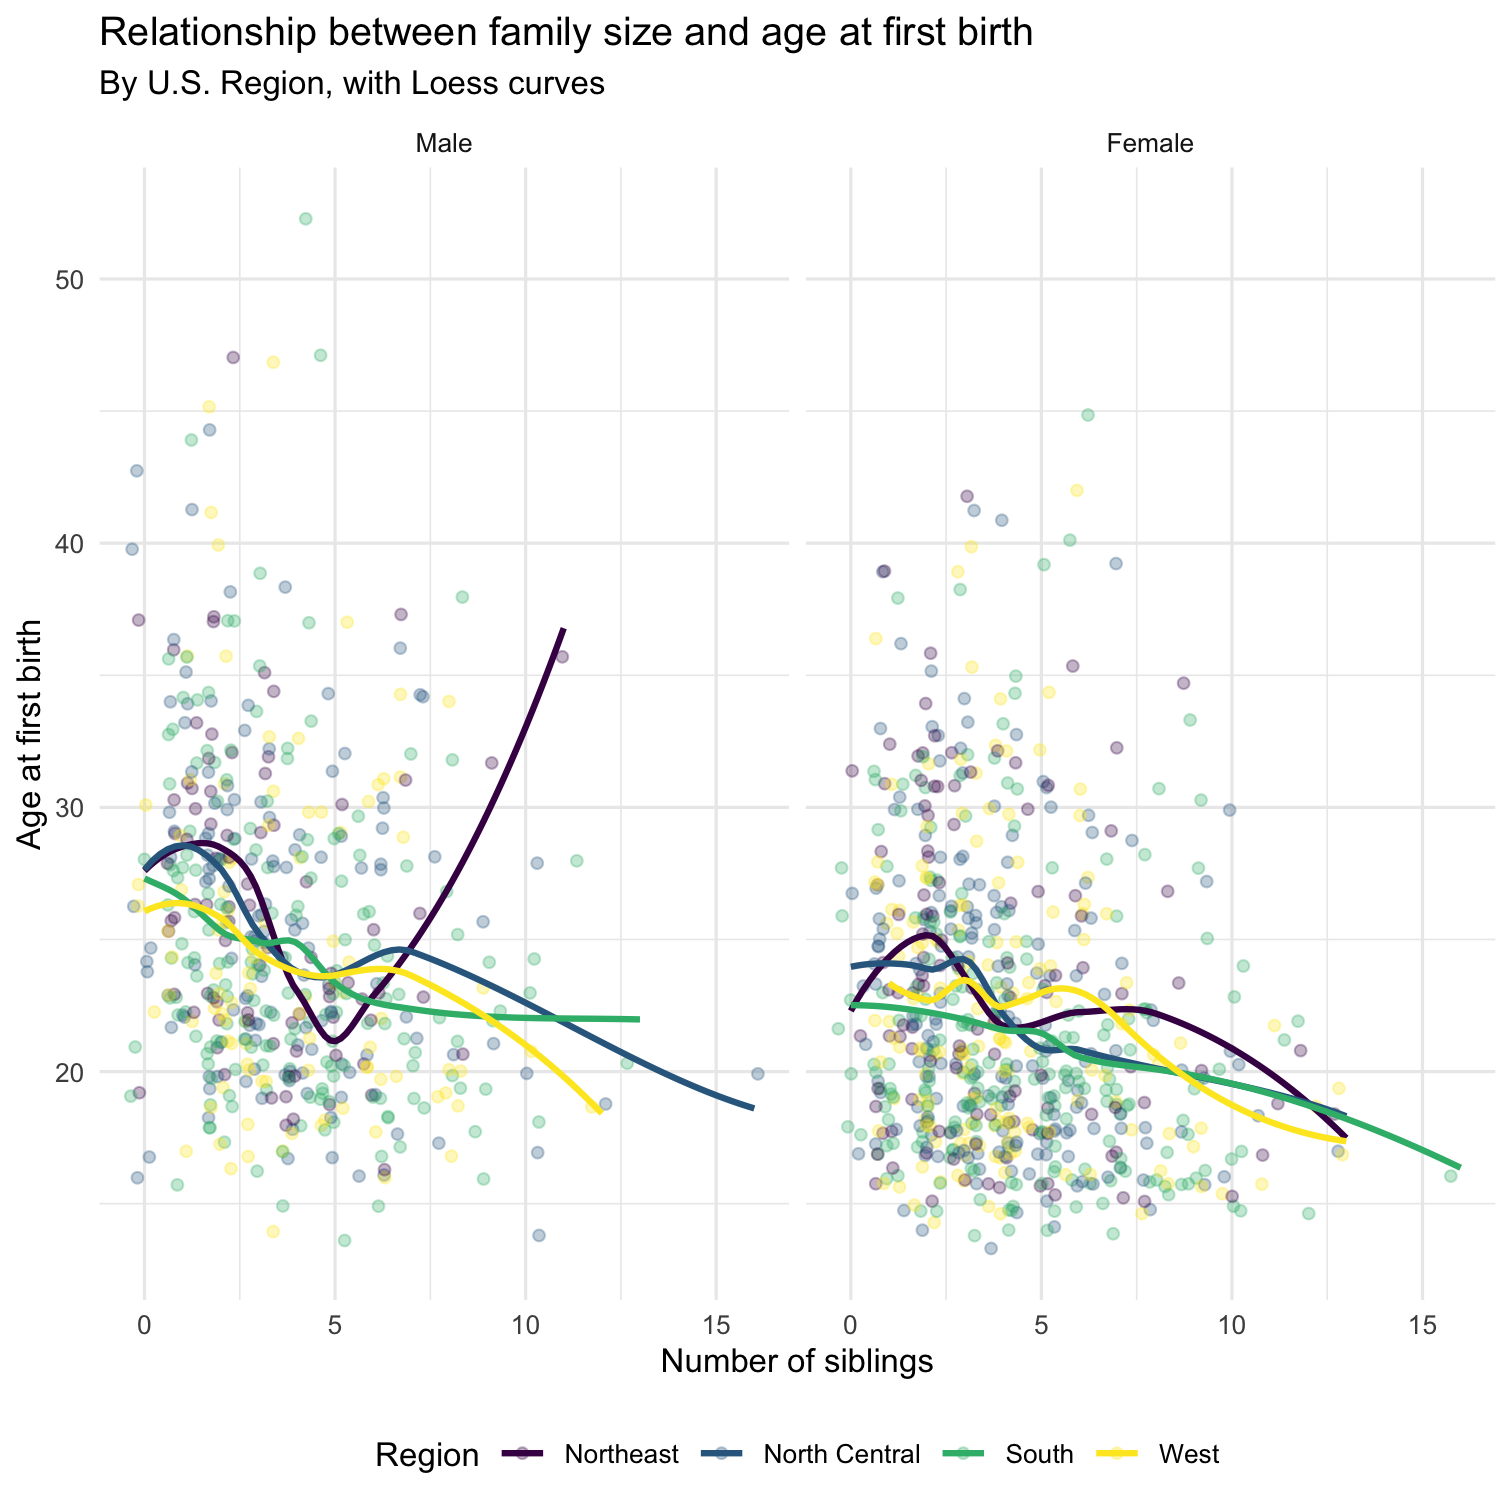 Relationship between family size and age at first birth
By U.S. Region, with Loess curves
Male Female
50
40
30
20
Age at first birth
0 5 10 15 0 5 10 15
Number of siblings
Region Northeast North Central South West